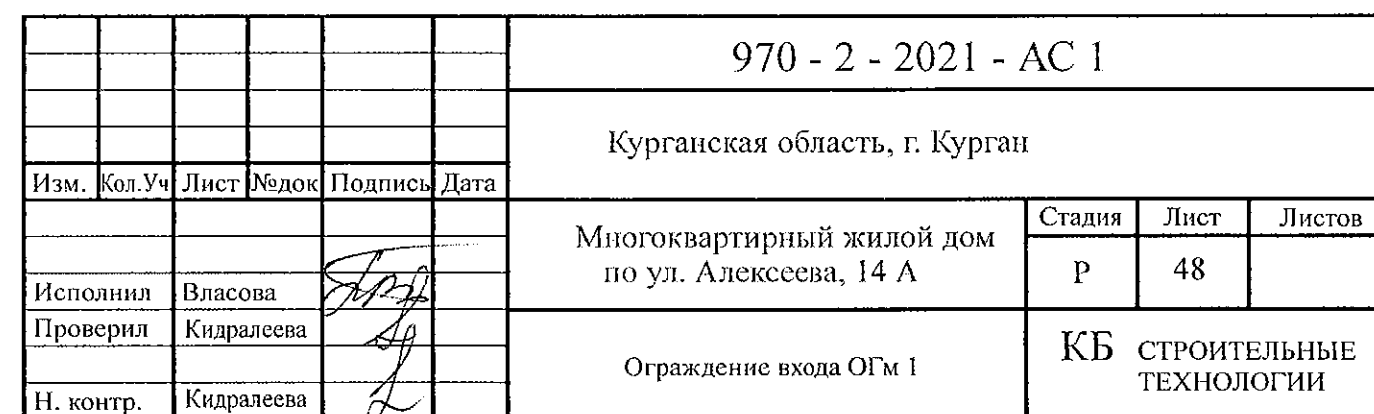 970 - 2 - 2021 - АС 1
Курганская область, г. Курган
Изм. Кол.Уч Лист №док Подпись Дата
Многоквартирный жилой дом
по ул. Алексеева, 14 А
Стадия Лист Листов
Р 48
Исполнил Власова
Проверил Кидралеева
Н. контр. Кидралеева
Ограждение входа ОГм 1
КБ СТРОИТЕЛЬНЫЕ
ТЕХНОЛОГИИ